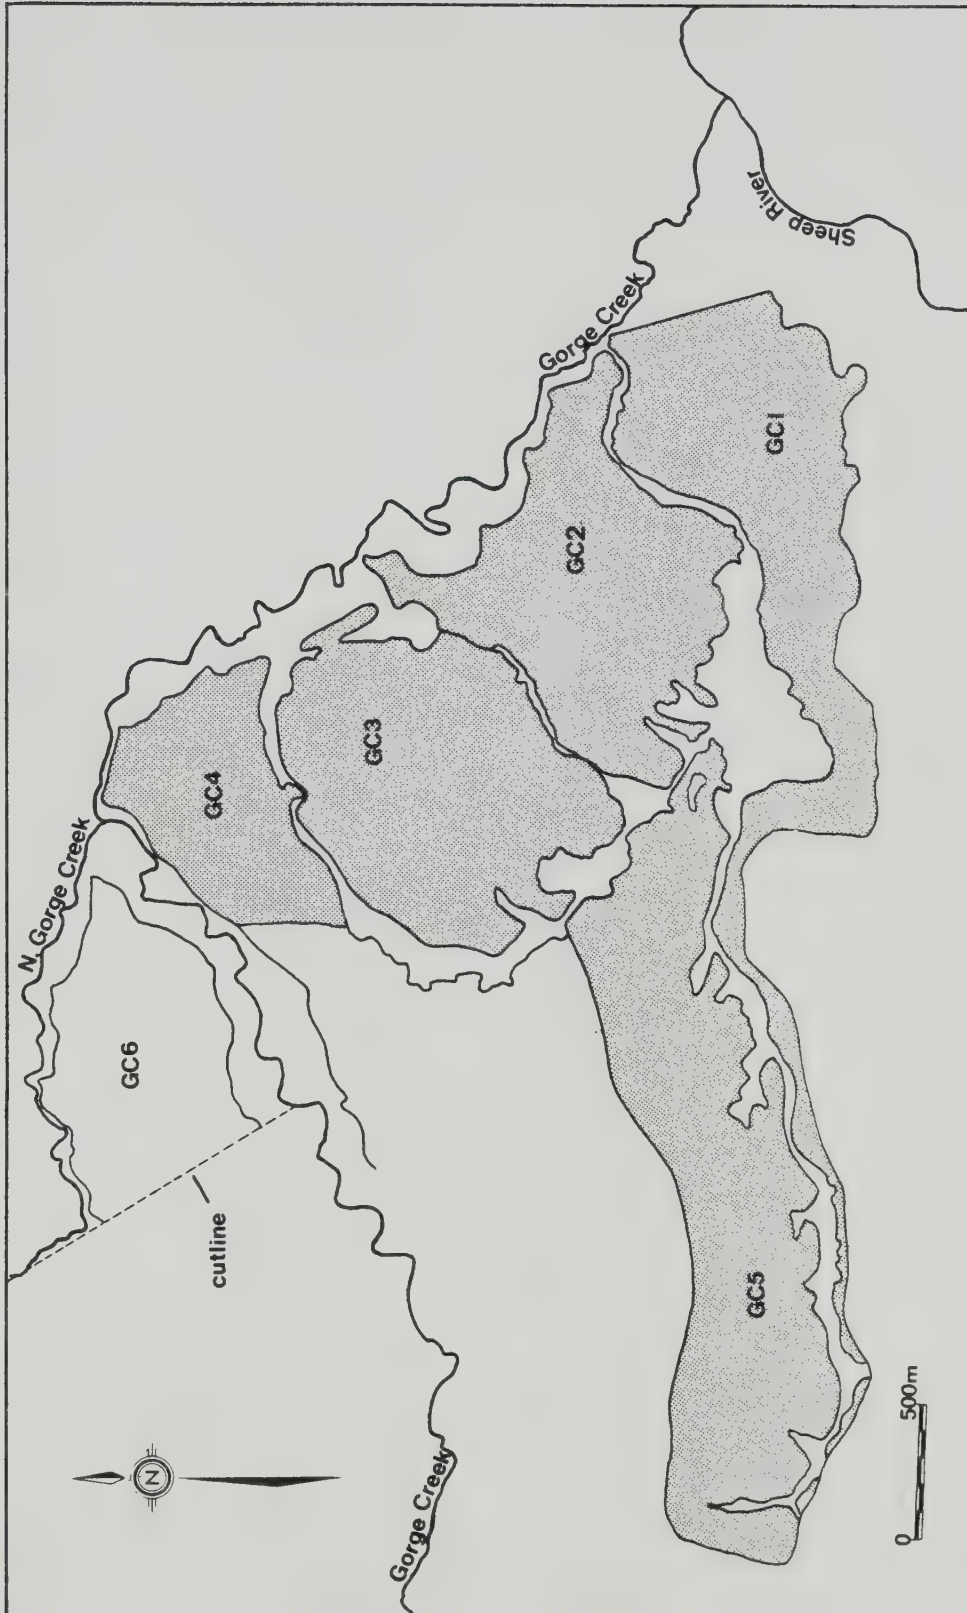 N. Gorge Creek
GC6
cutline
GC4
GC3
Gorge Creek
GC2
Sheep River
GC1
GC5
Gorge Creek
N
0 500m